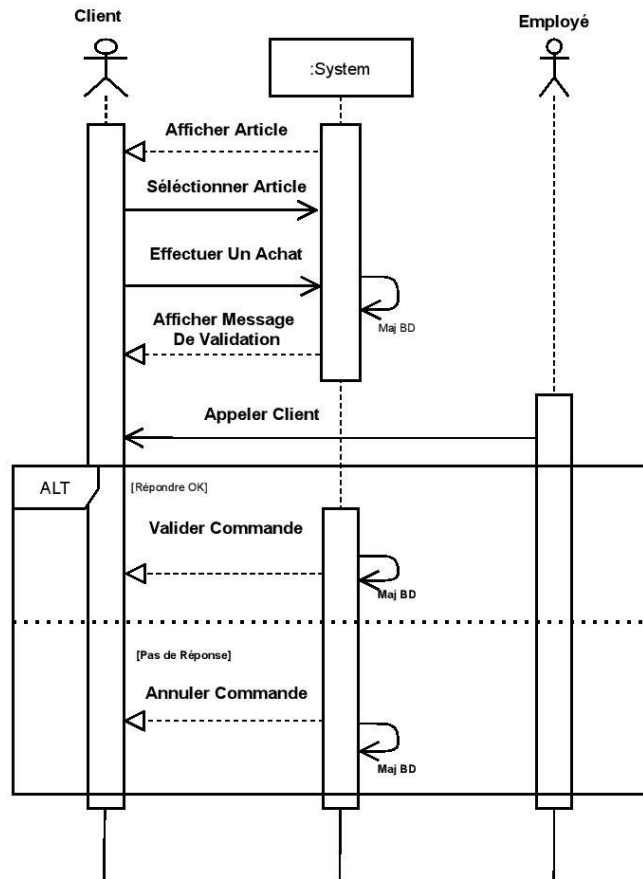 Client
Employé
:System
Afficher Article
Séléctionner Article
Effectuer Un Achat
Maj BD
Afficher Message
De Validation
Appeler Client
ALT
[Répondre OK]
Valider Commande
Maj BD
[Pas de Réponse]
Annuler Commande
Maj BD